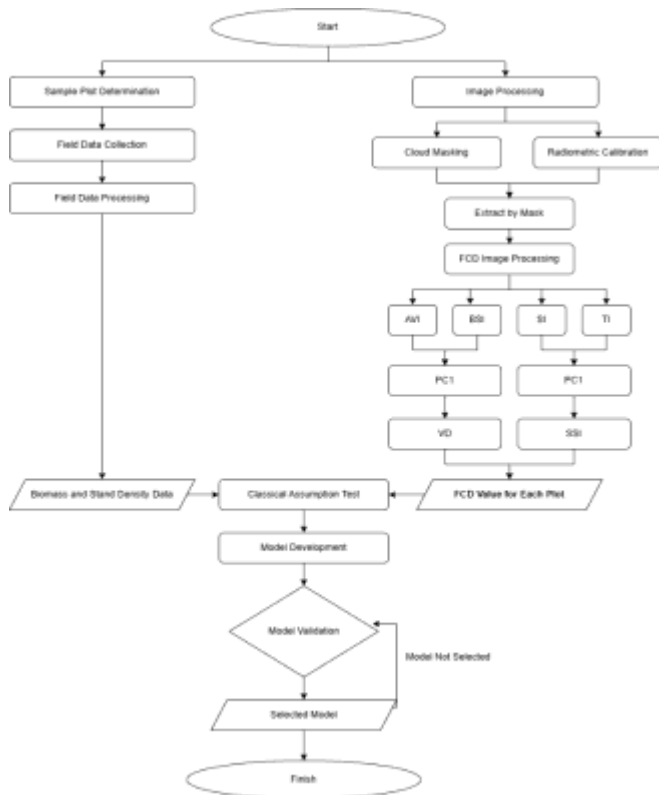 Start
Sample Plot Determination
Image Processing
Field Data Collection
Cloud Masking
Radiometric Calibration
Field Data Processing
Extract by Mask
FCD Image Processing
AVI
BSI
SI
TI
PC1
PC1
VD
SSI
Biomass and Stand Density Data
Classical Assumption Test
FCD Value for Each Plot
Model Development
Model Validation
Model Not Selected
Selected Model
Finish